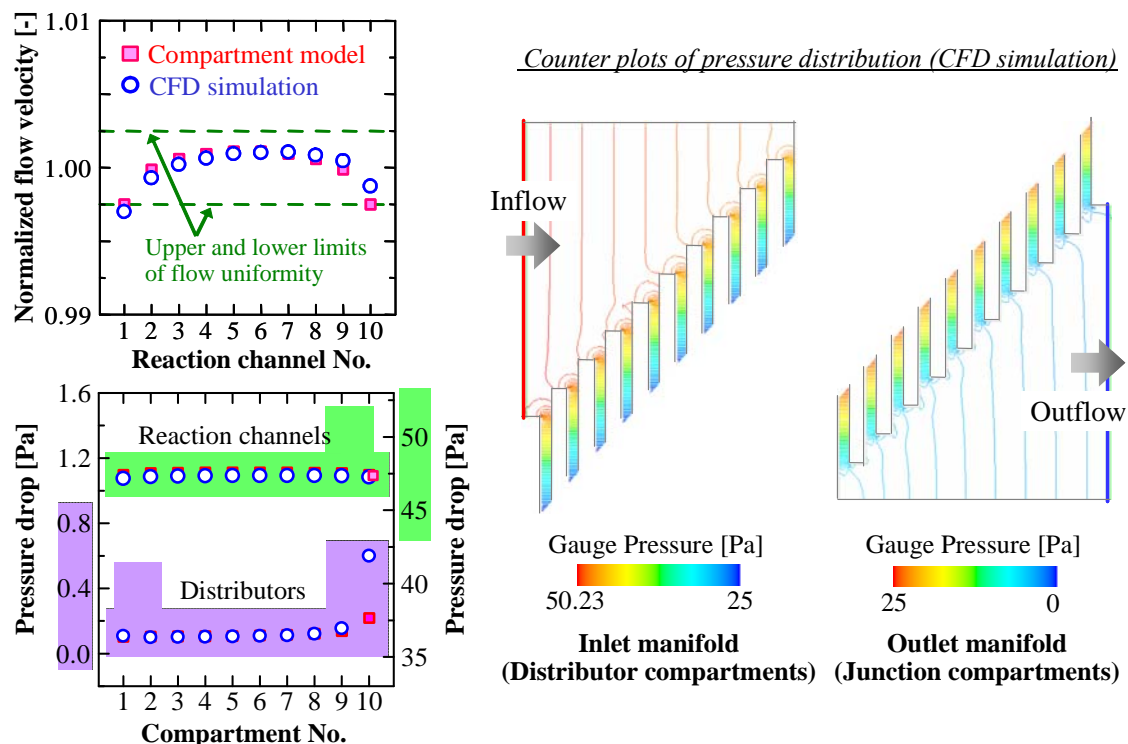 1.01
1.00
0.99
Normalized flow velocity [-]
Compartment model
CFD simulation
Upper and lower limits
of flow uniformity
1 2 3 4 5 6 7 8 9 10
Reaction channel No.
1.6
1.2
0.8
0.4
0.0
Pressure drop [Pa]
Reaction channels
Distributors
50
45
40
35
Pressure drop [Pa]
1 2 3 4 5 6 7 8 9 10
Compartment No.
Counter plots of pressure distribution (CFD simulation)
Inflow
Outflow
Gauge Pressure [Pa]
50.23 25
Inlet manifold
(Distributor compartments)
Gauge Pressure [Pa]
25 0
Outlet manifold
(Junction compartments)